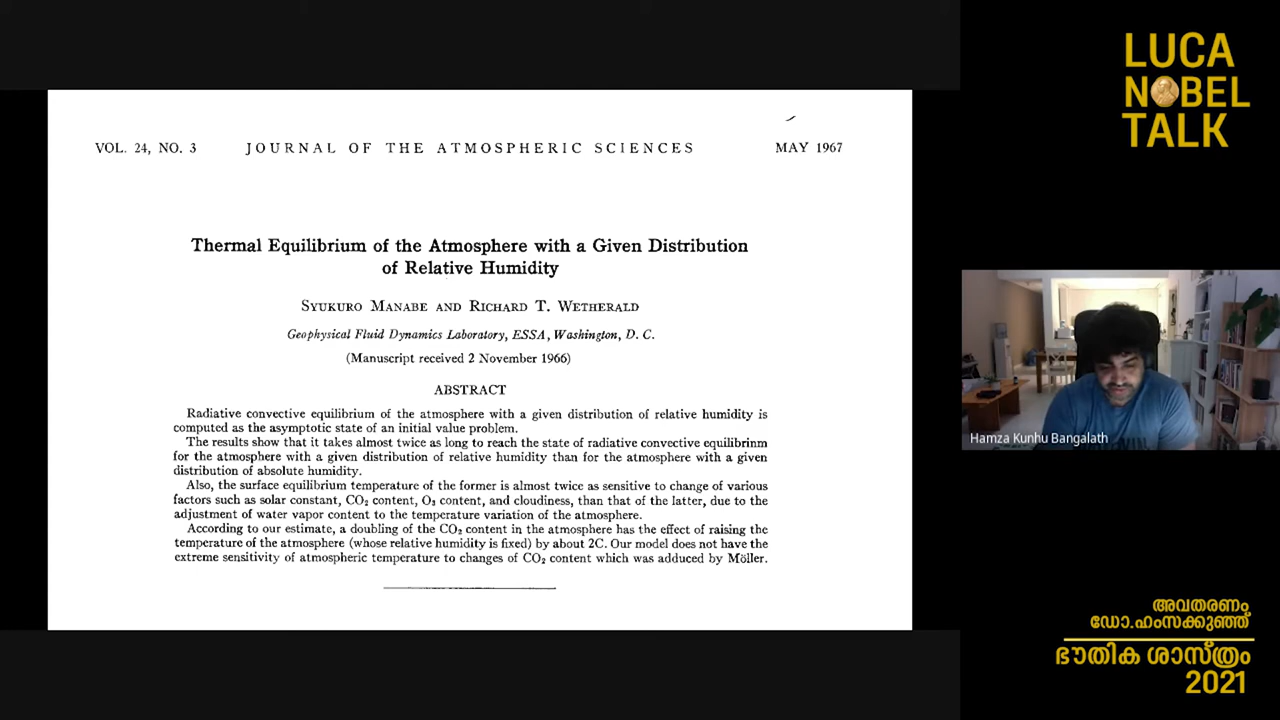 VOL. 24, NO. 3 JOURNAL OF THE ATMOSPHERIC SCIENCES MAY 1967
Thermal Equilibrium of the Atmosphere with a Given Distribution
of Relative Humidity
SYUKURO MANABE AND RICHARD T. WETHERALD
Geophysical Fluid Dynamics Laboratory, ESSA, Washington, D. C.
(Manuscript received 2 November 1966)
ABSTRACT
Radiative convective equilibrium of the atmosphere with a given distribution of relative humidity is
computed as the asymptotic state of an initial value problem.
The results show that it takes almost twice as long to reach the state of radiative convective equilibrinm
for the atmosphere with a given distribution of relative humidity than for the atmosphere with a given
distribution of absolute humidity.
Also, the surface equilibrium temperature of the former is almost twice as sensitive to change of various
factors such as solar constant, CO₂ content, O₃ content, and cloudiness, than that of the latter, due to the
adjustment of water vapor content to the temperature variation of the atmosphere.
According to our estimate, a doubling of the CO₂ content in the atmosphere has the effect of raising the
temperature of the atmosphere (whose relative humidity is fixed) by about 2C. Our model does not have the
extreme sensitivity of atmospheric temperature to changes of CO₂ content which was adduced by Möller.
LUCA
NOBEL
TALK
Hamza Kunhu Bangalath
അവതരണം
ഡോ.ഹംസക്കുഞ്ഞ്
ഭൗതിക ശാസ്ത്രം
2021